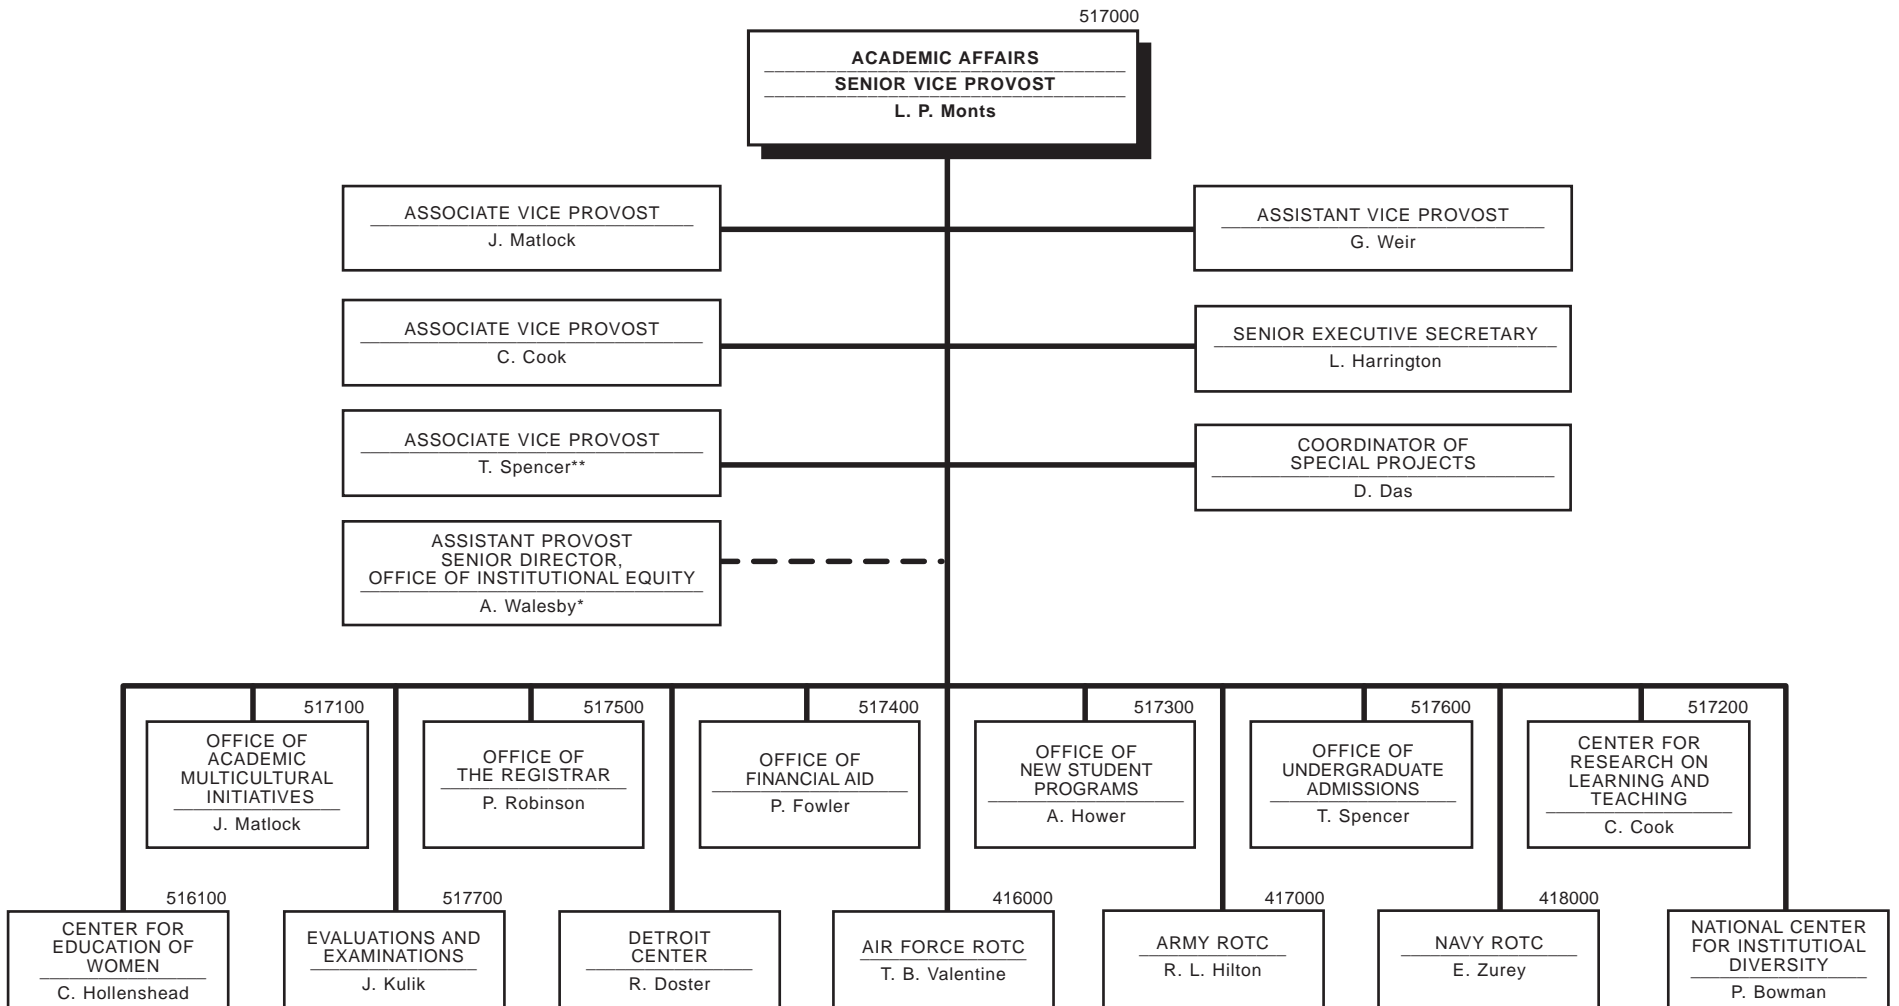 517000
ACADEMIC AFFAIRS
SENIOR VICE PROVOST
L. P. Monts
ASSOCIATE VICE PROVOST
J. Matlock
ASSISTANT VICE PROVOST
G. Weir
ASSOCIATE VICE PROVOST
C. Cook
SENIOR EXECUTIVE SECRETARY
L. Harrington
ASSOCIATE VICE PROVOST
T. Spencer**
COORDINATOR OF
SPECIAL PROJECTS
D. Das
ASSISTANT PROVOST
SENIOR DIRECTOR,
OFFICE OF INSTITUTIONAL EQUITY
A. Walesby*
517100
OFFICE OF
ACADEMIC
MULTICULTURAL
INITIATIVES
J. Matlock
517500
OFFICE OF
THE REGISTRAR
P. Robinson
517400
OFFICE OF
FINANCIAL AID
P. Fowler
517300
OFFICE OF
NEW STUDENT
PROGRAMS
A. Hower
517600
OFFICE OF
UNDERGRADUATE
ADMISSIONS
T. Spencer
517200
CENTER FOR
RESEARCH ON
LEARNING AND
TEACHING
C. Cook
516100
CENTER FOR
EDUCATION OF
WOMEN
C. Hollenshead
517700
EVALUATIONS AND
EXAMINATIONS
J. Kulik
DETROIT
CENTER
R. Doster
416000
AIR FORCE ROTC
T. B. Valentine
417000
ARMY ROTC
R. L. Hilton
418000
NAVY ROTC
E. Zurey
NATIONAL CENTER
FOR INSTITUTIOAL
DIVERSITY
P. Bowman